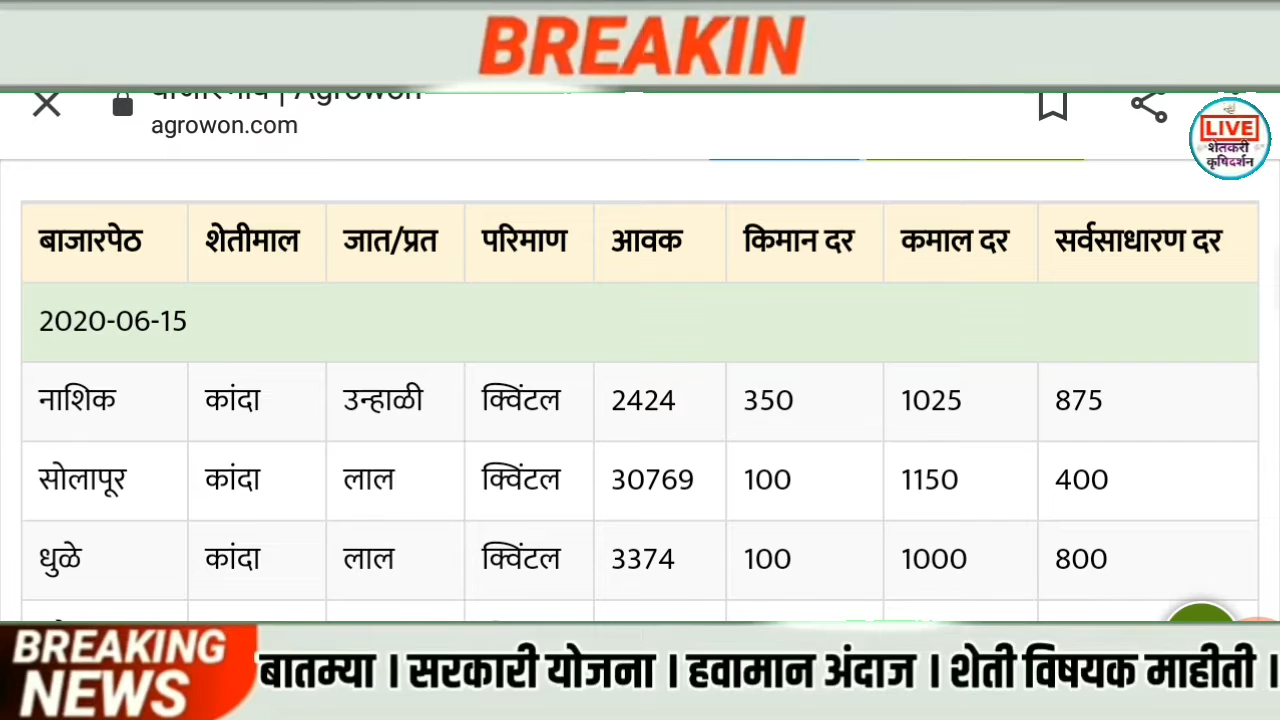 BREAKIN
बाजारभाव | Agrowon
agrowon.com
LIVE
शेतकरी
कृषिदर्शन
बाजारपेठ शेतीमाल जात/प्रत परिमाण आवक किमान दर कमाल दर सर्वसाधारण दर
2020-06-15
नाशिक कांदा उन्हाळी क्विंटल 2424 350 1025 875
सोलापूर कांदा लाल क्विंटल 30769 100 1150 400
धुळे कांदा लाल क्विंटल 3374 100 1000 800
BREAKING
NEWS
बातम्या । सरकारी योजना । हवामान अंदाज । शेती विषयक माहीती ।